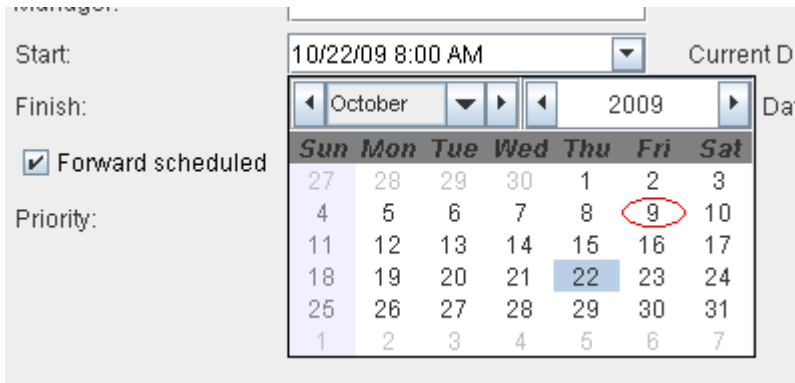 Start: 10/22/09 8:00 AM Current D
Finish: October 2009 Da
Sun Mon Tue Wed Thu Fri Sat
Forward scheduled
27 28 29 30 1 2 3
Priority: 4 5 6 7 8 9 10
11 12 13 14 15 16 17
18 19 20 21 22 23 24
25 26 27 28 29 30 31
1 2 3 4 5 6 7